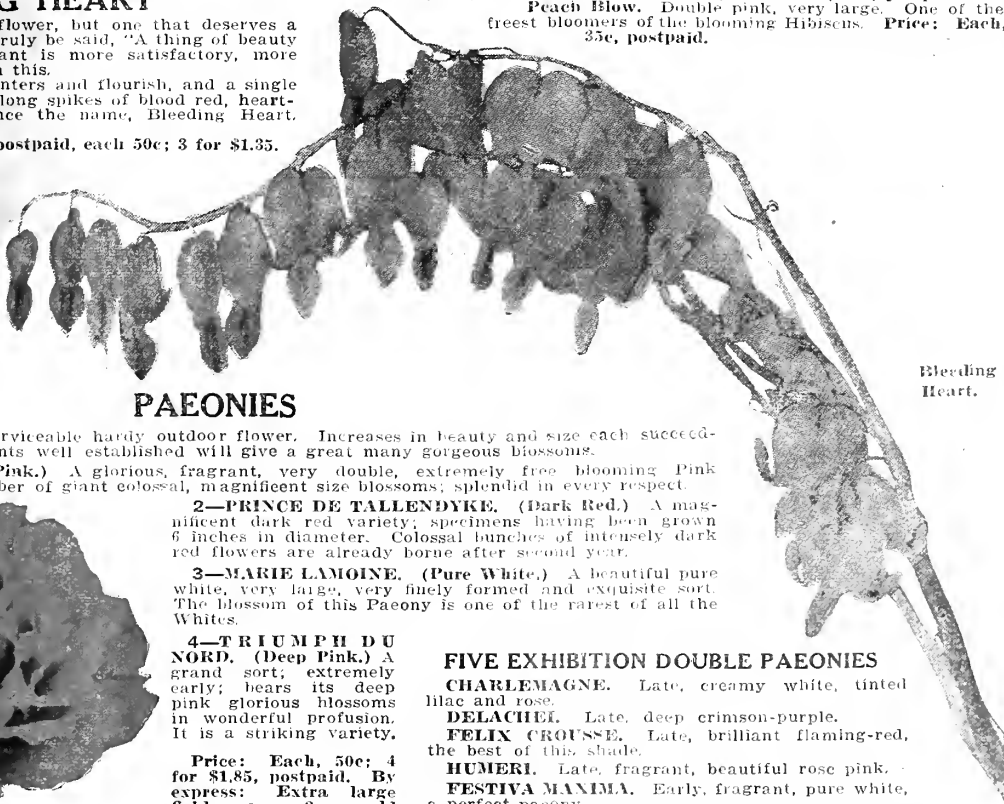 G HEART
flower, but one that deserves a
ruly be said, "A thing of beauty
ant is more satisfactory, more
n this.
nters and flourish, and a single
long spikes of blood red, heart-
nce the name, Bleeding Heart.
postpaid, each 50c; 3 for $1.35.
Peach Blow. Double pink, very large. One of the
freest bloomers of the blooming Hibiscus. Price: Each,
35c, postpaid.
Bleeding
Heart.
PAEONIES
rviceable hardy outdoor flower. Increases in beauty and size each succeed-
nts well established will give a great many gorgeous blossoms.
Pink.) A glorious, fragrant, very double, extremely free blooming Pink
ber of giant colossal, magnificent size blossoms; splendid in every respect.
2—PRINCE DE TALLENDYKE. (Dark Red.) A mag-
nificent dark red variety; specimens having been grown
6 inches in diameter. Colossal bunches of intensely dark
red flowers are already borne after second year.
3—MARIE LAMOINE. (Pure White.) A beautiful pure
white, very large, very finely formed and exquisite sort.
The blossom of this Paeony is one of the rarest of all the
Whites.
4—TRIUMPH DU
NORD. (Deep Pink.) A
grand sort; extremely
early; bears its deep
pink glorious blossoms
in wonderful profusion.
It is a striking variety.
Price: Each, 50c; 4
for $1.85, postpaid. By
express: Extra large
FIVE EXHIBITION DOUBLE PAEONIES
CHARLEMAGNE. Late, creamy white, tinted
lilac and rose.
DELACHEI. Late, deep crimson-purple.
FELIX CROUSSE. Late, brilliant flaming-red,
the best of this shade.
HUMERI. Late, fragrant, beautiful rose pink.
FESTIVA MAXIMA. Early, fragrant, pure white,
a perfect paeony.